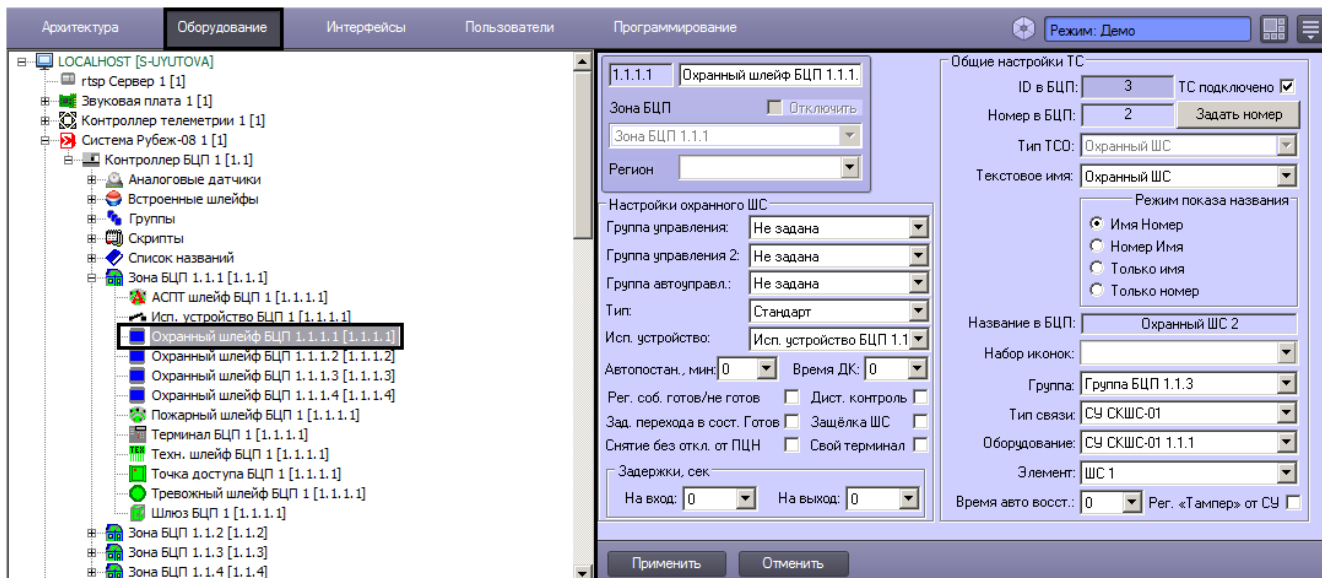 Архитектура Оборудование Интерфейсы Пользователи Программирование Режим: Демо
LOCALHOST [S-UYUTOVA]
rtsp Сервер 1 [1]
Звуковая плата 1 [1]
Контроллер телеметрии 1 [1]
Система Рубеж-08 1 [1]
Контроллер БЦП 1 [1.1]
Аналоговые датчики
Встроенные шлейфы
Группы
Скрипты
Список названий
Зона БЦП 1.1.1 [1.1.1]
АСПТ шлейф БЦП 1 [1.1.1.1]
Исп. устройство БЦП 1 [1.1.1.1]
Охранный шлейф БЦП 1.1.1.1 [1.1.1.1]
Охранный шлейф БЦП 1.1.1.2 [1.1.1.2]
Охранный шлейф БЦП 1.1.1.3 [1.1.1.3]
Охранный шлейф БЦП 1.1.1.4 [1.1.1.4]
Пожарный шлейф БЦП 1 [1.1.1.1]
Терминал БЦП 1 [1.1.1.1]
Техн. шлейф БЦП 1 [1.1.1.1]
Точка доступа БЦП 1 [1.1.1.1]
Тревожный шлейф БЦП 1 [1.1.1.1]
Шлюз БЦП 1 [1.1.1.1]
Зона БЦП 1.1.2 [1.1.2]
Зона БЦП 1.1.3 [1.1.3]
Зона БЦП 1.1.4 [1.1.4]
1.1.1.1 Охранный шлейф БЦП 1.1.1.
Зона БЦП Отключить
Зона БЦП 1.1.1
Регион
Настройки охранного ШС
Группа управления: Не задана
Группа управления 2: Не задана
Группа автоуправл.: Не задана
Тип: Стандарт
Исп. устройство: Исп. устройство БЦП 1.1
Автопостан., мин: 0 Время ДК: 0
Рег. соб. готов/не готов Дист. контроль
Зад. перехода в сост. Готов Защёлка ШС
Снятие без откл. от ПЦН Свой терминал
Задержки, сек
На вход: 0 На выход: 0
Общие настройки ТС
ID в БЦП: 3 ТС подключено
Номер в БЦП: 2 Задать номер
Тип ТСО: Охранный ШС
Текстовое имя: Охранный ШС
Режим показа названия
Имя Номер
Номер Имя
Только имя
Только номер
Название в БЦП: Охранный ШС 2
Набор иконок:
Группа: Группа БЦП 1.1.3
Тип связи: СУ СКШС-01
Оборудование: СУ СКШС-01 1.1.1
Элемент: ШС 1
Время авто восст.: 0 Рег. «Тампер» от СУ
Применить Отменить